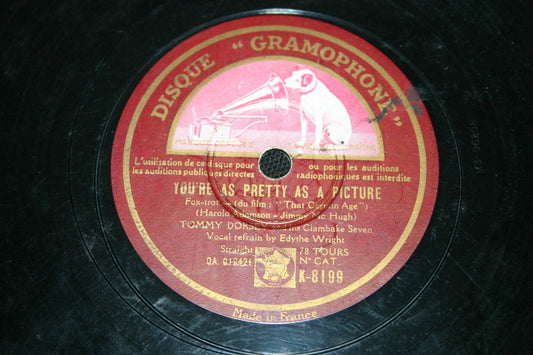 DISQUE "GRAMOPHONE"
L'utilisation de ce disque pour ou pour les auditions
les auditions publiques directes radiophoniques est interdite
YOU'RE AS PRETTY AS A PICTURE
Fox-trot (du film: "That Certain Age")
(Harold Adamson - Jimmy Mc Hugh)
TOMMY DORSEY and his Clambake Seven
Vocal refrain by Edythe Wright
Straight 78 TOURS
OA. N° CAT.
K-8199
Made in France